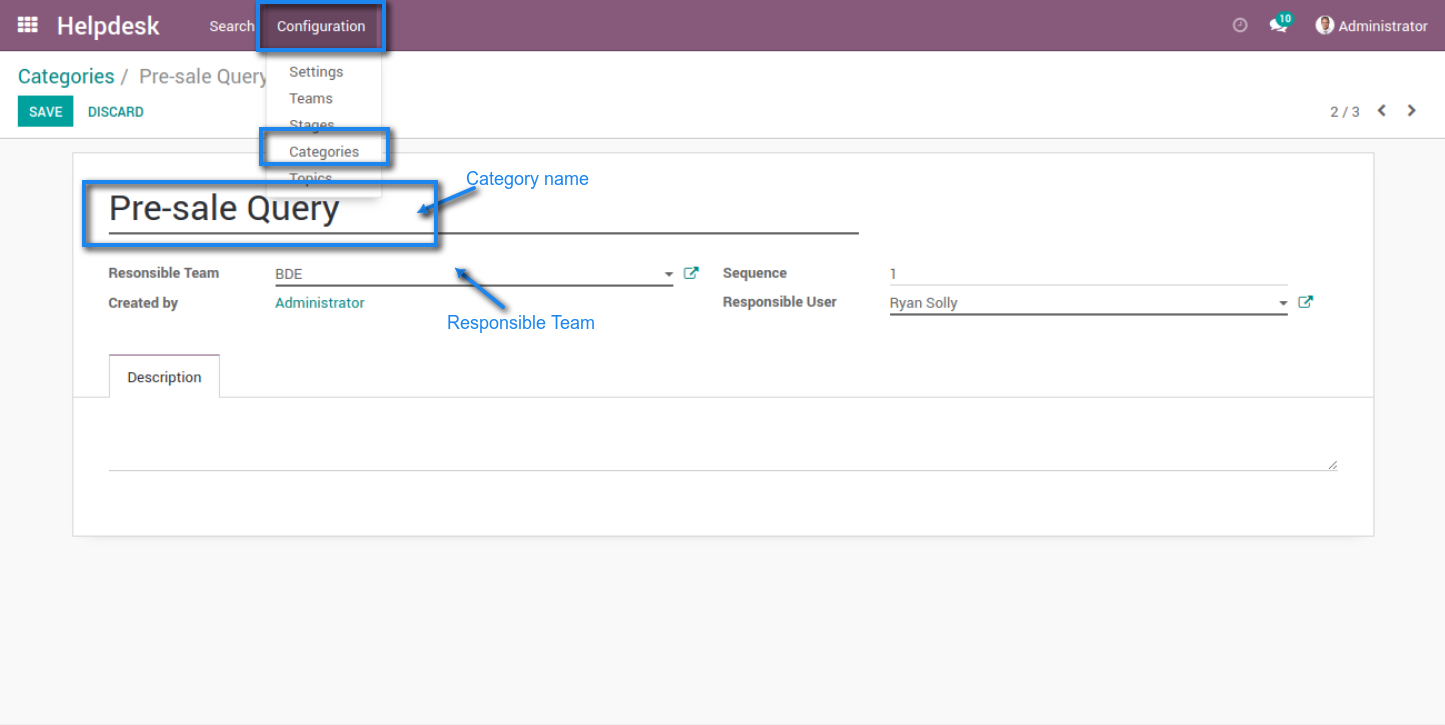 Helpdesk Search Configuration 10 Administrator
Categories / Pre-sale Query
Settings
SAVE DISCARD
Teams
2 / 3
Stages
Categories
Topics
Category name
Pre-sale Query
Resonsible Team BDE
Sequence 1
Created by Administrator
Responsible User Ryan Solly
Responsible Team
Description